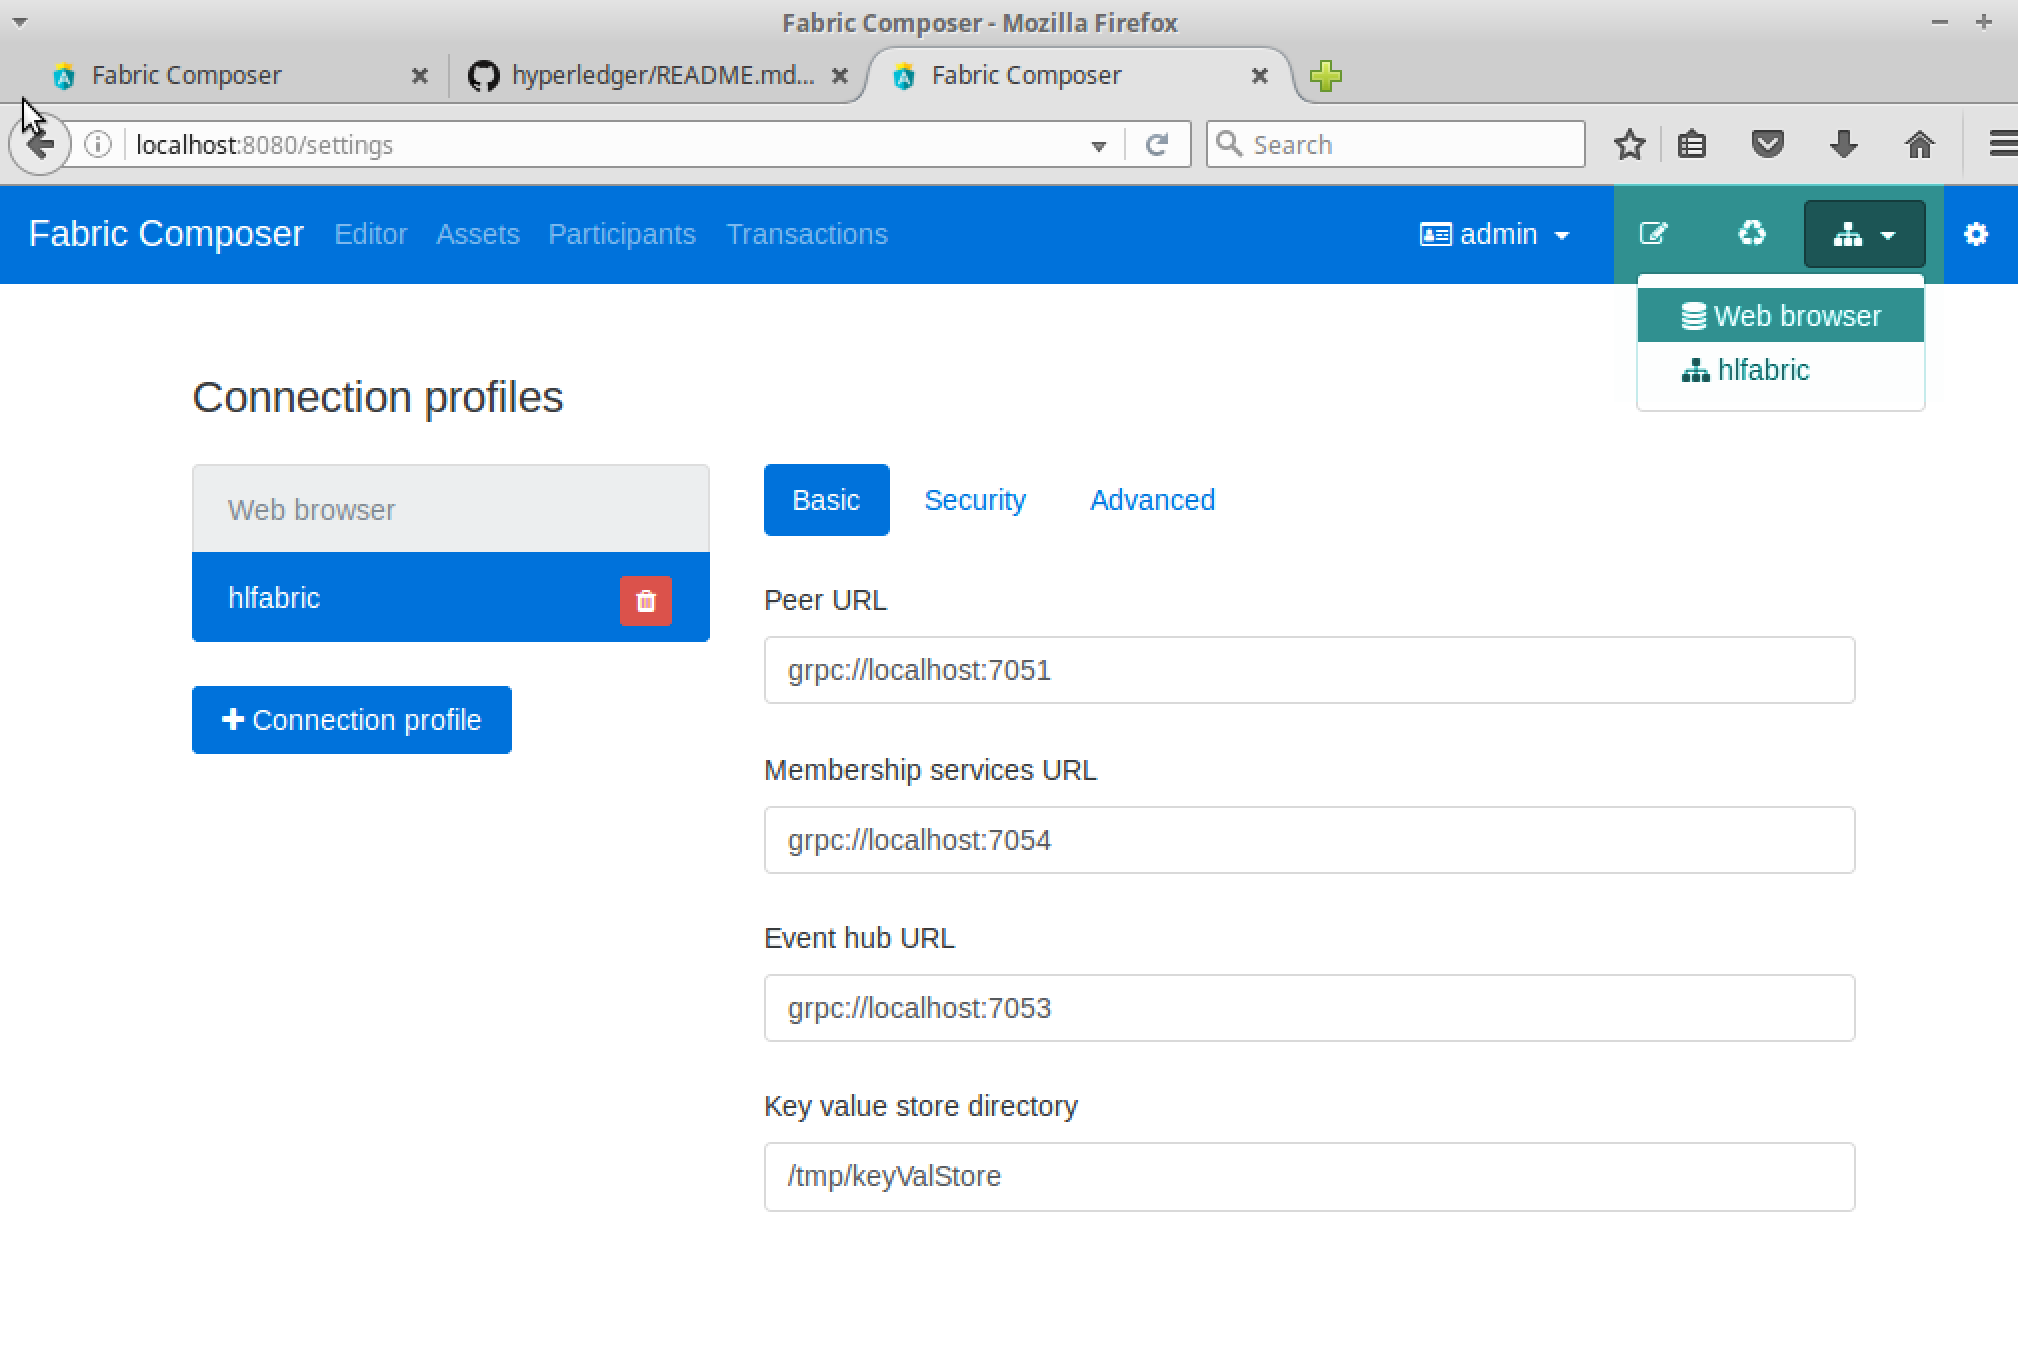 Fabric Composer - Mozilla Firefox
Fabric Composer
hyperledger/README.md...
Fabric Composer
localhost:8080/settings
Search
Fabric Composer Editor Assets Participants Transactions admin
Web browser
hlfabric
Connection profiles
Web browser
hlfabric
Connection profile
Basic Security Advanced
Peer URL
grpc://localhost:7051
Membership services URL
grpc://localhost:7054
Event hub URL
grpc://localhost:7053
Key value store directory
/tmp/keyValStore